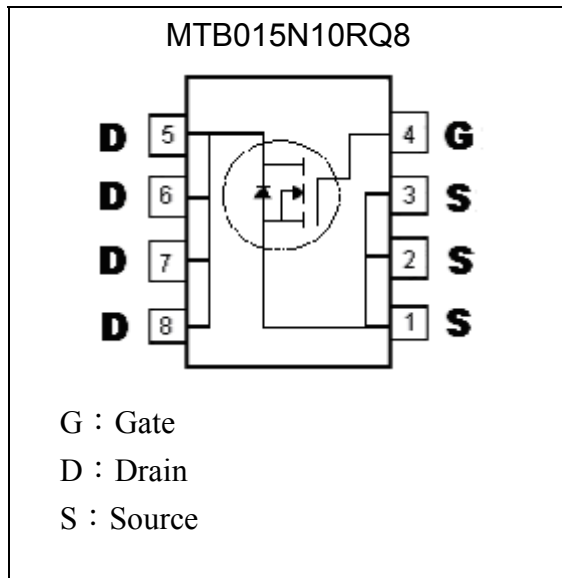 MTB015N10RQ8
D 5 4 G
D 6 3 S
D 7 2 S
D 8 1 S
G：Gate
D：Drain
S：Source